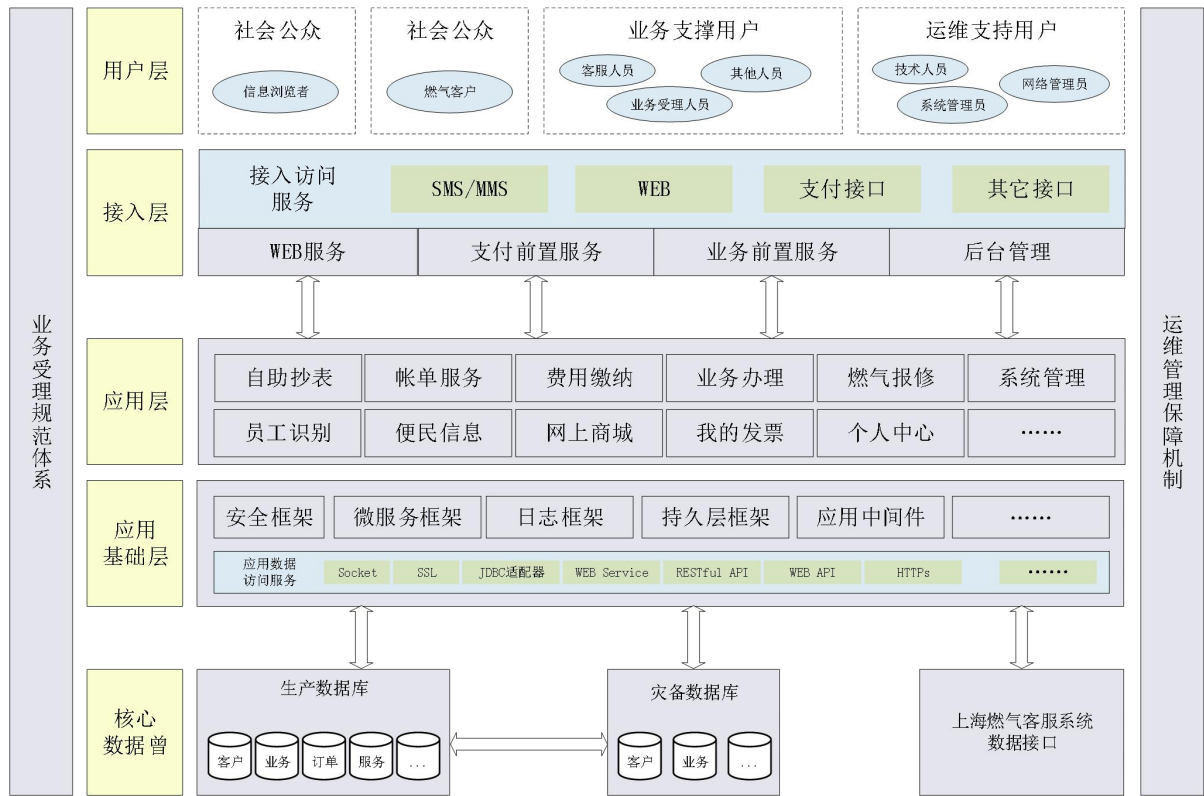 业务受理规范体系
用户层
社会公众
信息浏览者
社会公众
燃气客户
业务支撑用户
客服人员
其他人员
业务受理人员
运维支持用户
技术人员
网络管理员
系统管理员
接入层
接入访问
服务
SMS/MMS
WEB
支付接口
其它接口
WEB服务
支付前置服务
业务前置服务
后台管理
应用层
自助抄表
帐单服务
费用缴纳
业务办理
燃气报修
系统管理
员工识别
便民信息
网上商城
我的发票
个人中心
……
应用
基础层
安全框架
微服务框架
日志框架
持久层框架
应用中间件
……
应用数据
访问服务
Socket
SSL
JDBC适配器
WEB Service
RESTful API
WEB API
HTTPs
……
核心
数据曾
生产数据库
客户
业务
订单
服务
...
灾备数据库
客户
业务
...
上海燃气客服系统
数据接口
运维管理保障机制